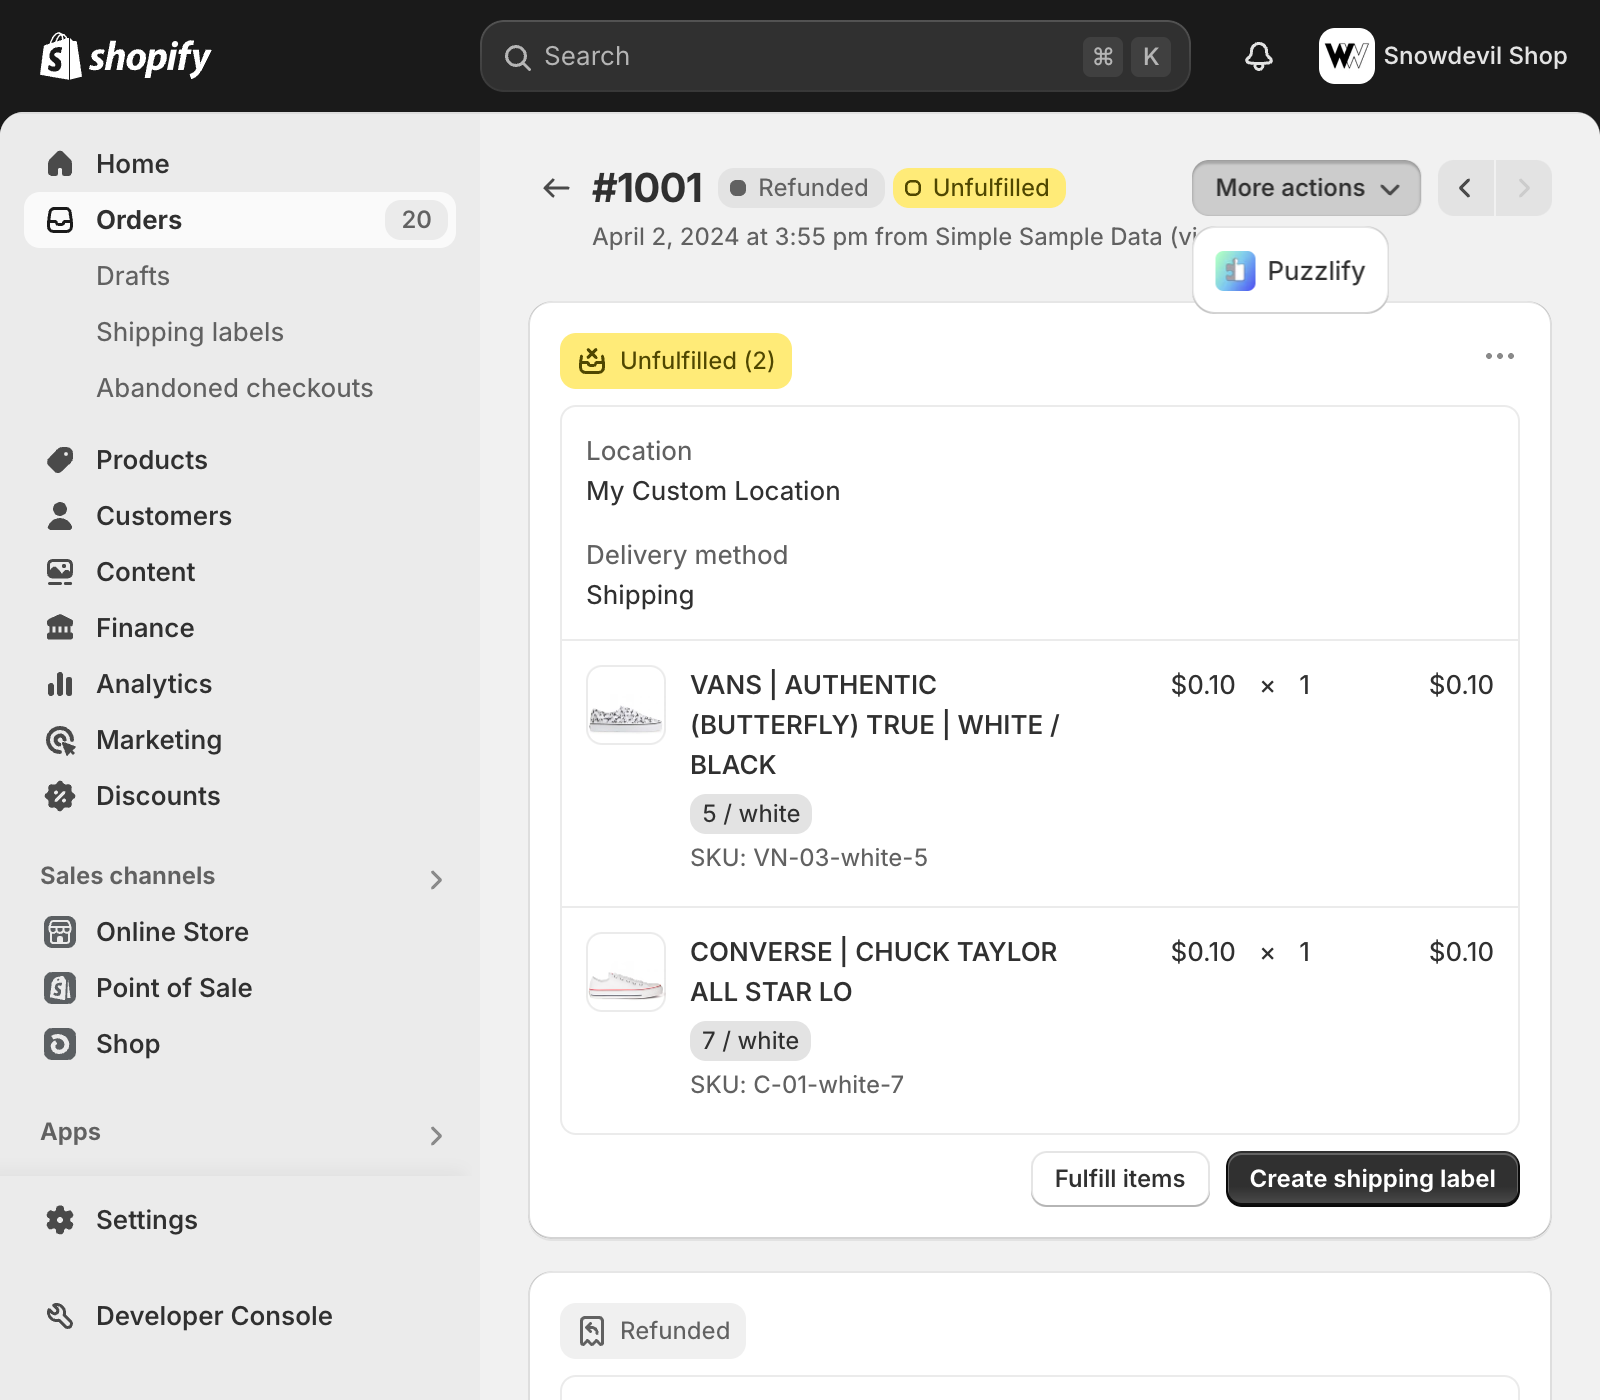 shopify
Search
⌘ K
Snowdevil Shop
Home
Orders 20
Drafts
Shipping labels
Abandoned checkouts
Products
Customers
Content
Finance
Analytics
Marketing
Discounts
Sales channels
Online Store
Point of Sale
Shop
Apps
Settings
Developer Console
#1001 Refunded Unfulfilled
More actions
April 2, 2024 at 3:55 pm from Simple Sample Data (vi
Puzzlify
Unfulfilled (2)
Location
My Custom Location
Delivery method
Shipping
VANS | AUTHENTIC $0.10 × 1 $0.10
(BUTTERFLY) TRUE | WHITE /
BLACK
5 / white
SKU: VN-03-white-5
CONVERSE | CHUCK TAYLOR $0.10 × 1 $0.10
ALL STAR LO
7 / white
SKU: C-01-white-7
Fulfill items
Create shipping label
Refunded